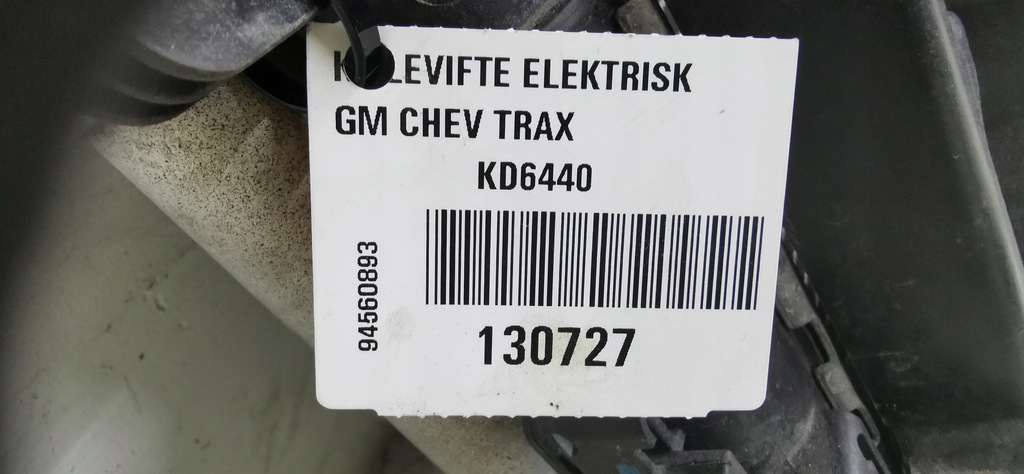 ELEKTRISK
GM CHEV TRAX
KD6440
94560893
130727